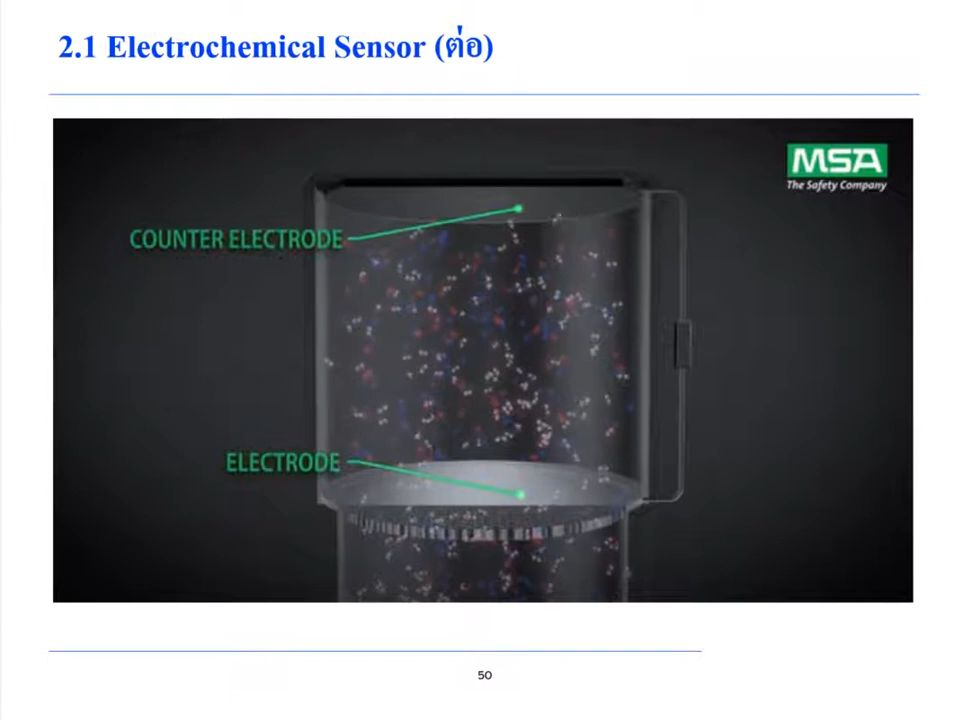 2.1 Electrochemical Sensor (ต่อ)
MSA
The Safety Company
COUNTER ELECTRODE
ELECTRODE
50